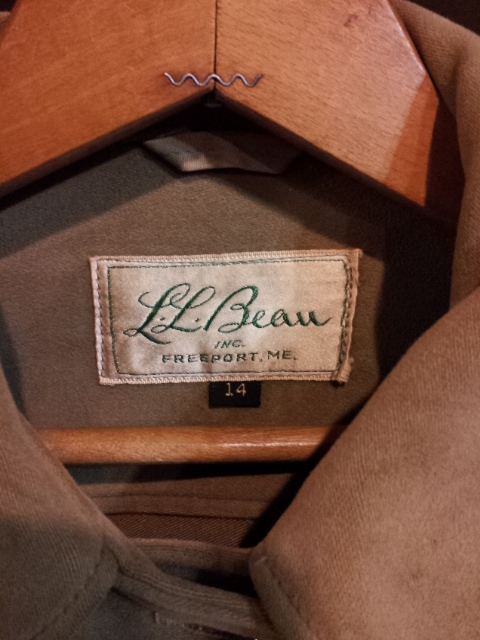 L.L.Bean
INC.
FREEPORT, ME.
14